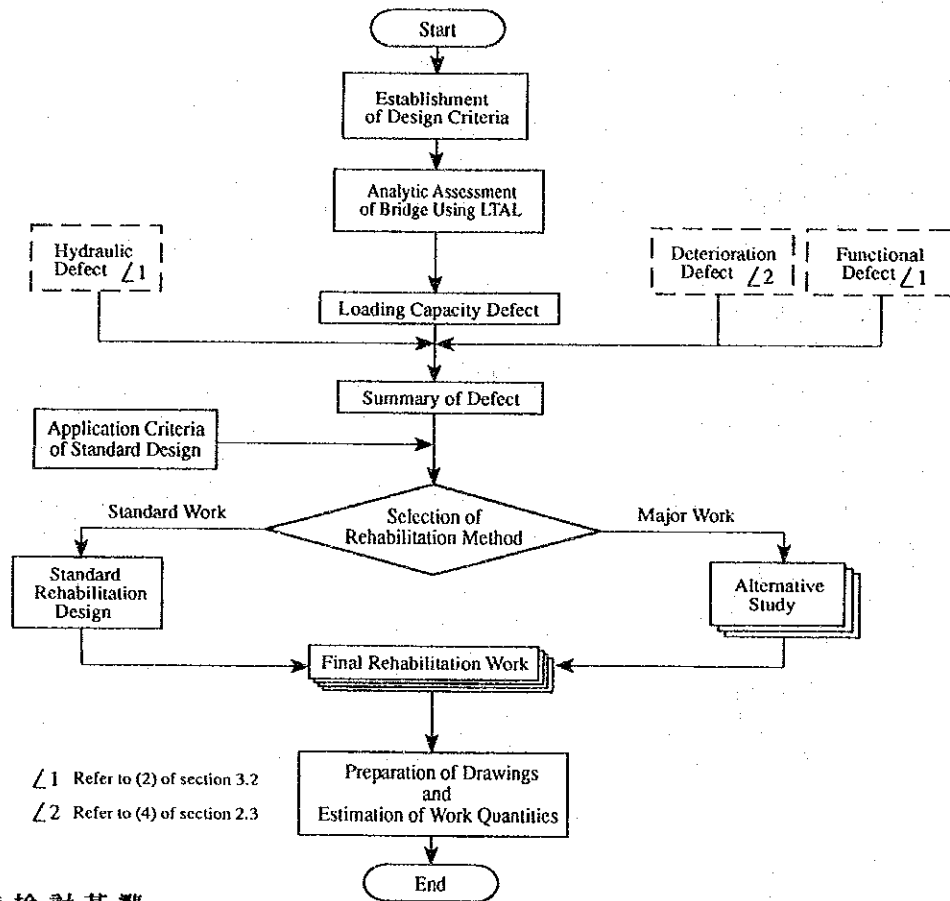 Start
Establishment
of Design Criteria
Analytic Assessment
of Bridge Using LTAL
Hydraulic
Defect ∠1
Deterioration
Defect ∠2
Functional
Defect ∠1
Loading Capacity Defect
Summary of Defect
Application Criteria
of Standard Design
Standard Work
Selection of
Rehabilitation Method
Major Work
Standard
Rehabilitation
Design
Alternative
Study
Final Rehabilitation Work
Preparation of Drawings
and
Estimation of Work Quantities
∠1 Refer to (2) of section 3.2
∠2 Refer to (4) of section 2.3
End